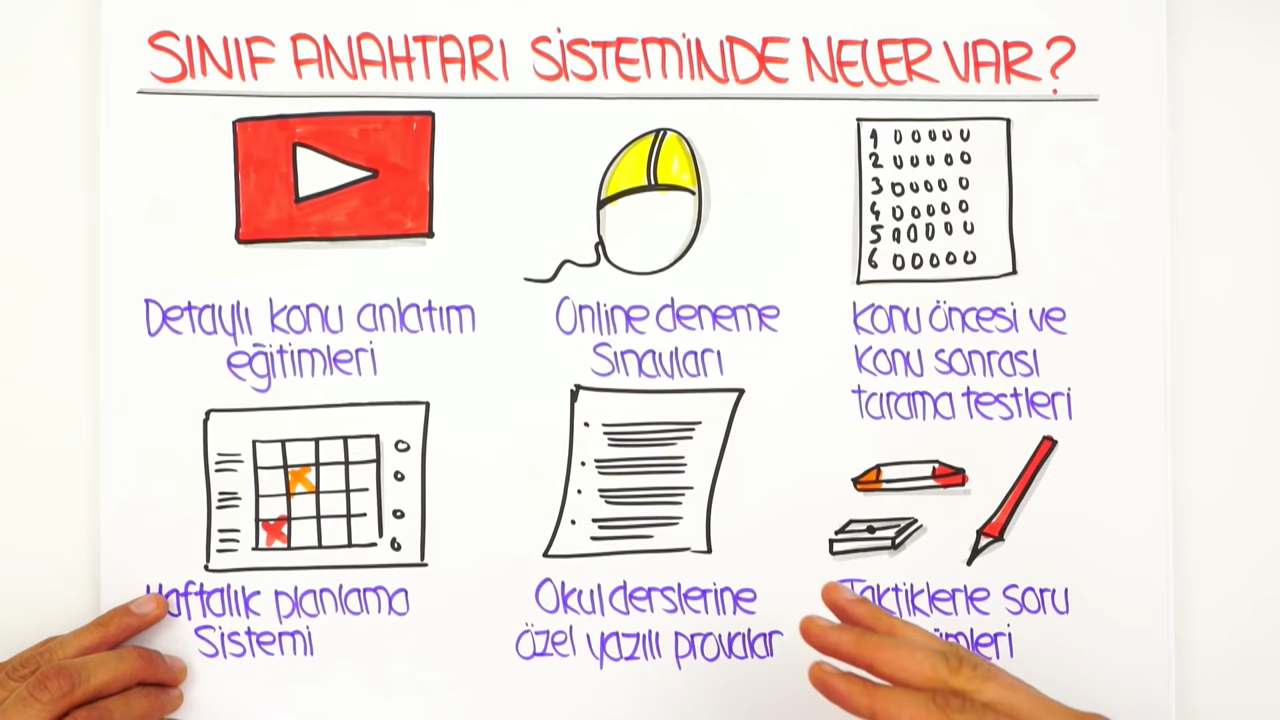 SINIF ANAHTARI SİSTEMİNDE NELER VAR?
Detaylı konu anlatım
eğitimleri
Online deneme
Sınavları
Konu öncesi ve
konu sonrası
tarama testleri
1 0 0 0 0 0
2 0 0 0 0 0
3 0 0 0 0 0
4 0 0 0 0 0
5 0 0 0 0 0
6 0 0 0 0 0
Haftalık planlama
Sistemi
Okul derslerine
özel yazılı provalar
Taktiklerle soru